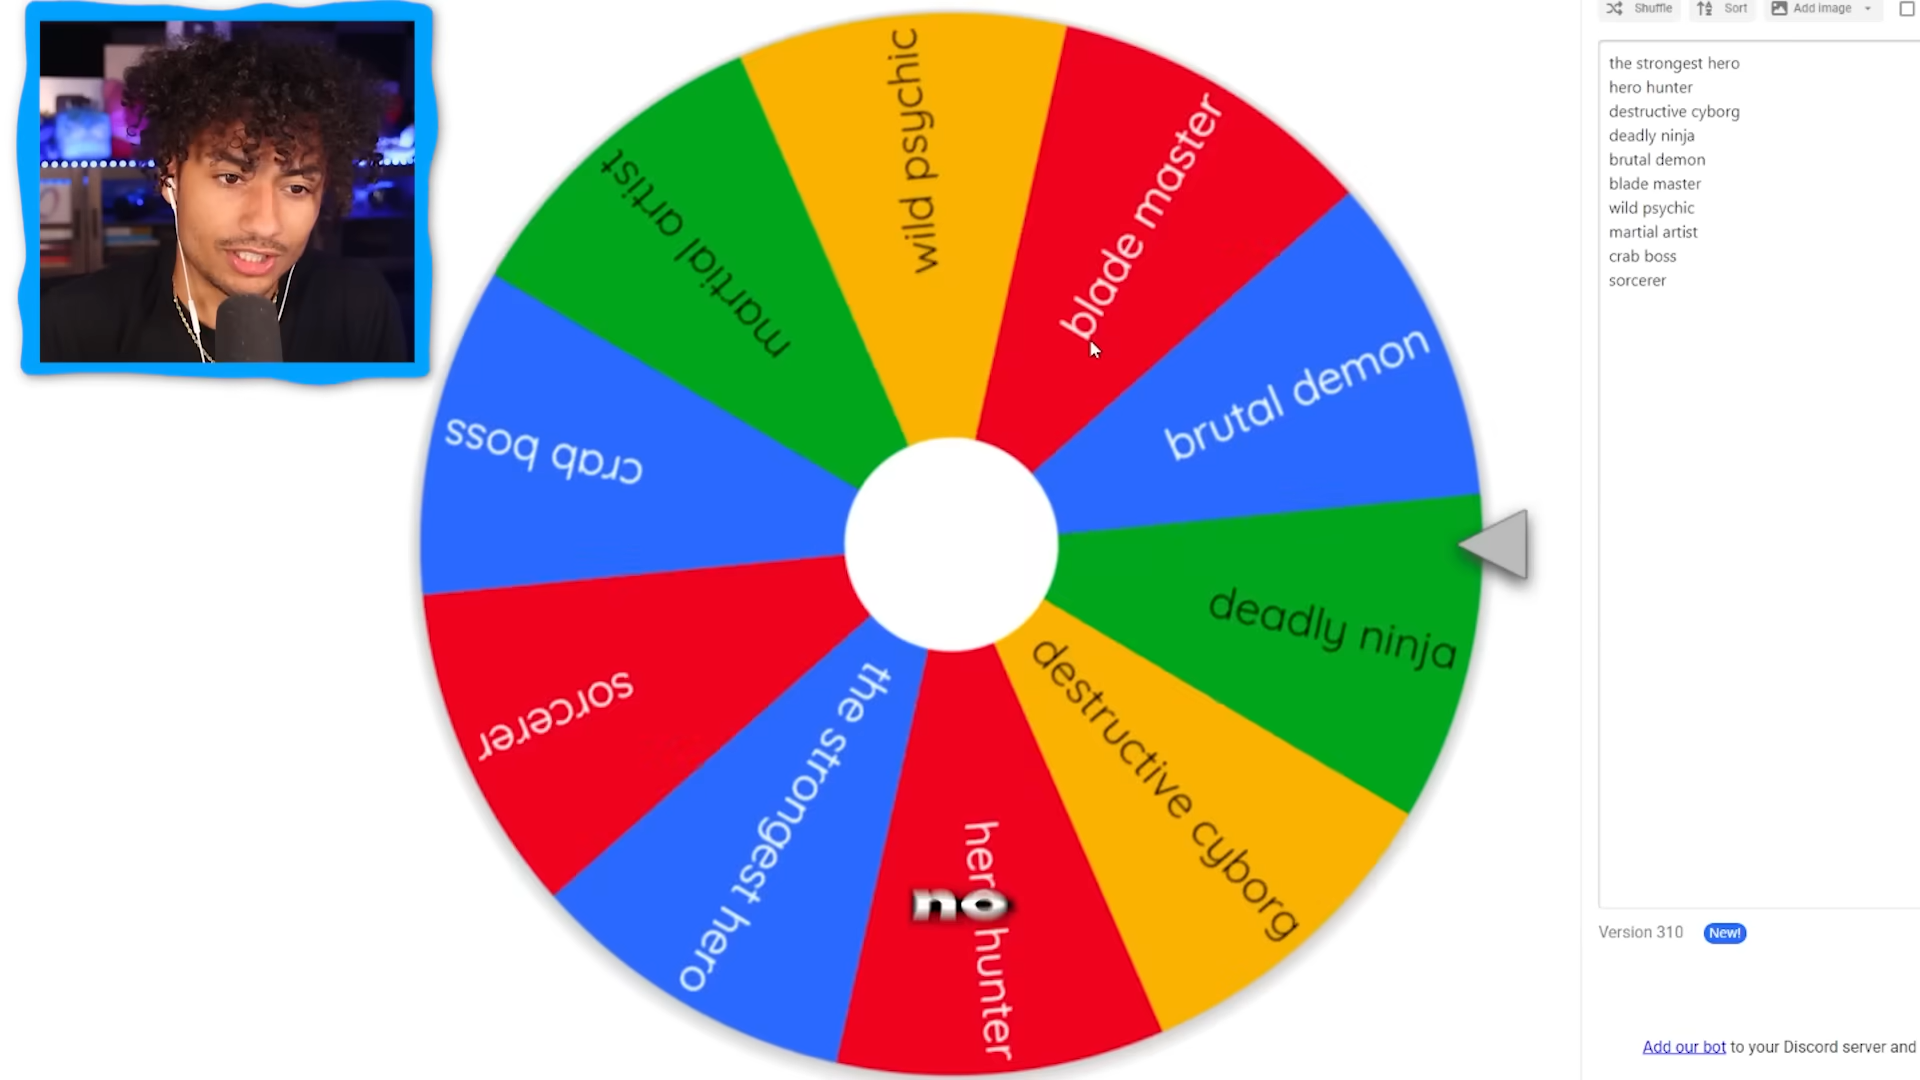 Shuffle
Sort
Add image
the strongest hero
hero hunter
destructive cyborg
deadly ninja
brutal demon
blade master
wild psychic
martial artist
crab boss
sorcerer
wild psychic
blade master
brutal demon
deadly ninja
destructive cyborg
hero hunter
the strongest hero
sorcerer
crab boss
martial artist
no
Version 310
New!
Add our bot to your Discord server and